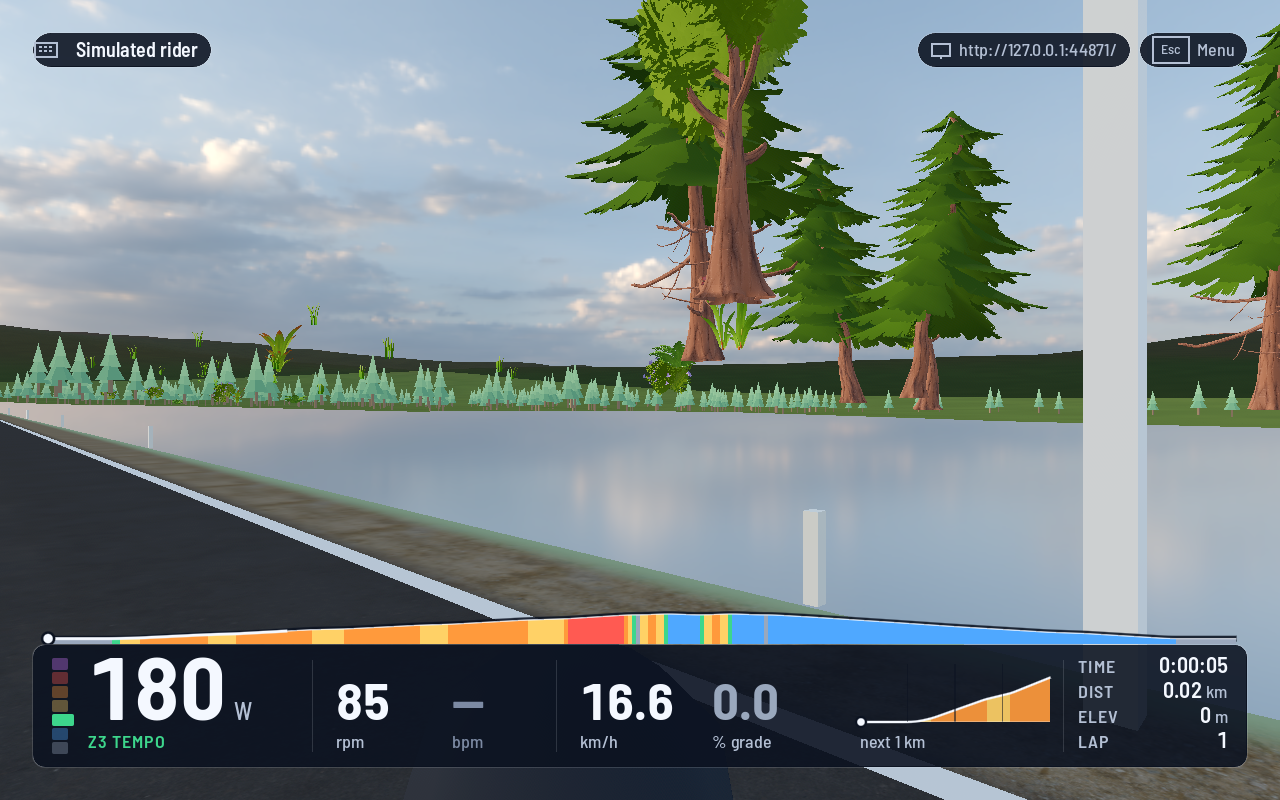 Simulated rider
http://127.0.0.1:44871/
Esc Menu
180 W
Z3 TEMPO
85 rpm
— bpm
16.6 km/h
0.0 % grade
next 1 km
TIME 0:00:05
DIST 0.02 km
ELEV 0 m
LAP 1